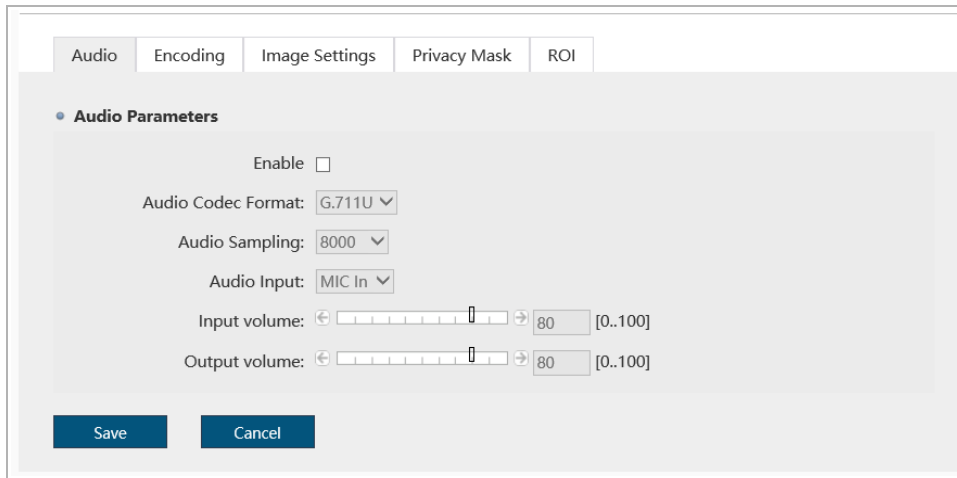 Audio Encoding Image Settings Privacy Mask ROI
Audio Parameters
Enable
Audio Codec Format: G.711U
Audio Sampling: 8000
Audio Input: MIC In
Input volume: 80 [0..100]
Output volume: 80 [0..100]
Save Cancel